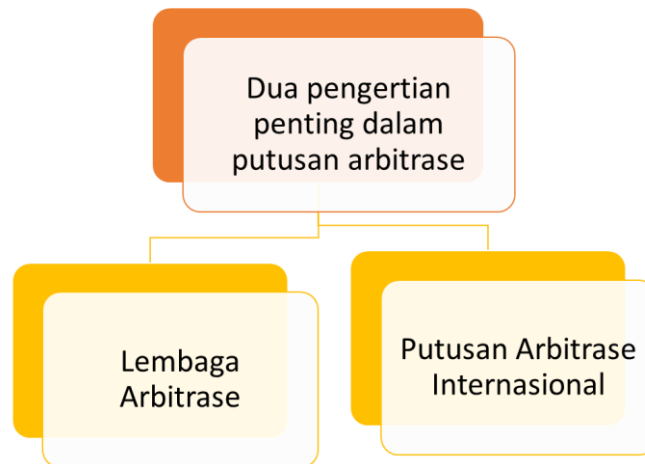 Dua pengertian
penting dalam
putusan arbitrase
Lembaga
Arbitrase
Putusan Arbitrase
Internasional